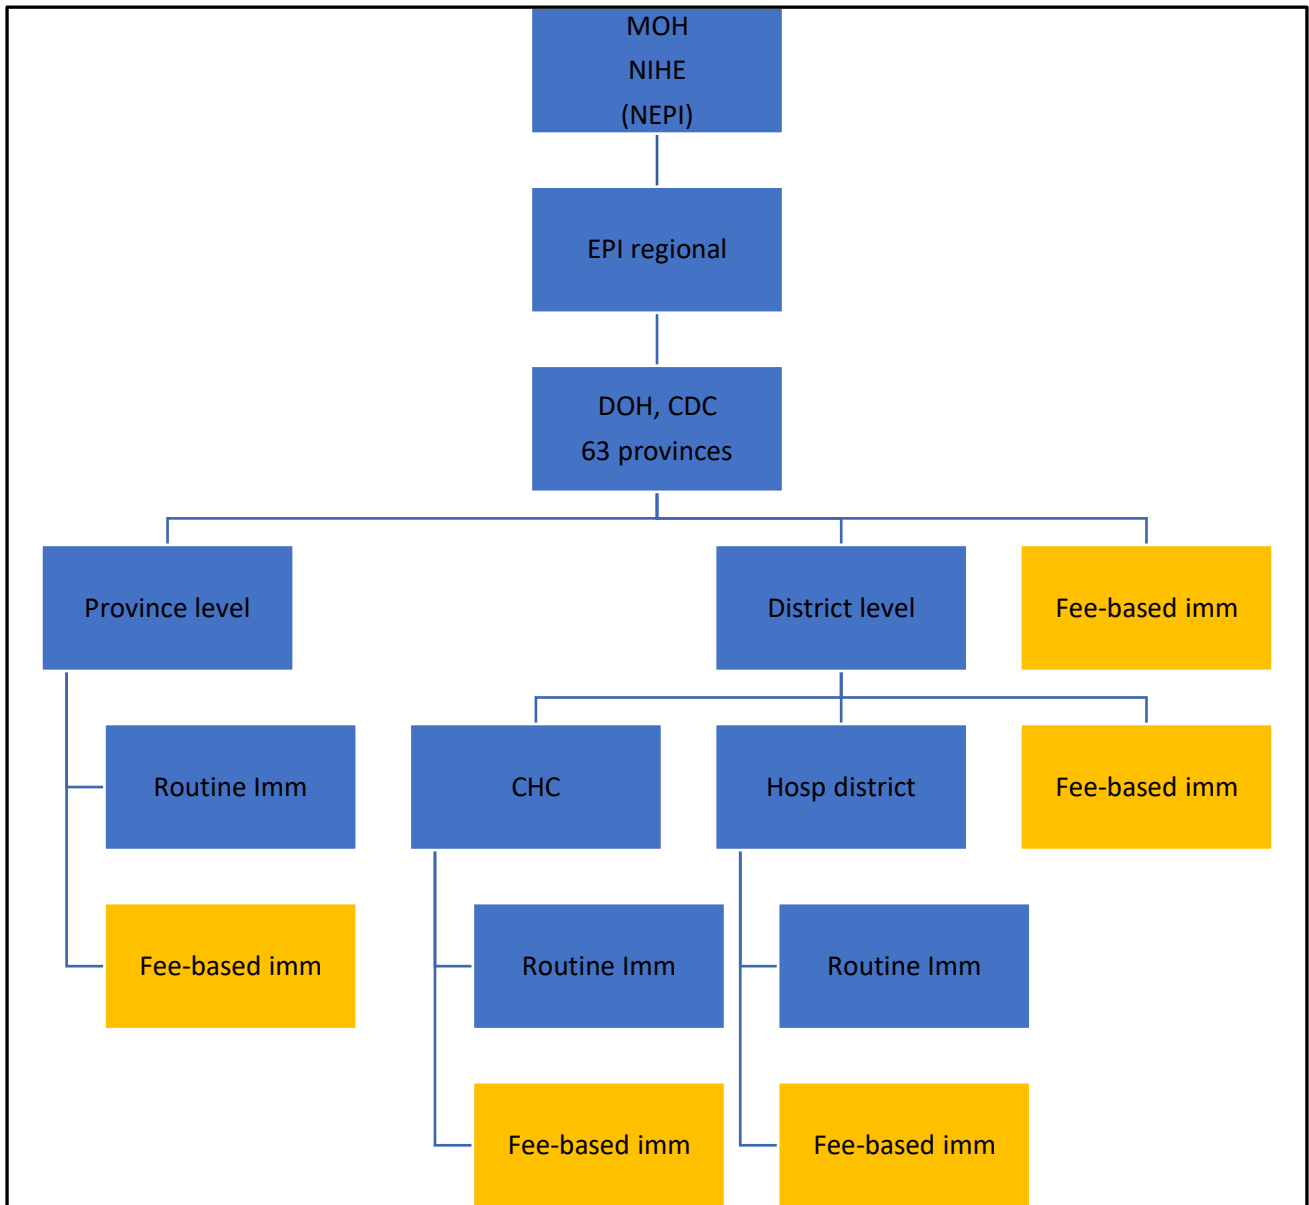 MOH
NIHE
(NEPI)
EPI regional
DOH, CDC
63 provinces
Province level
District level
Fee-based imm
Routine Imm
CHC
Hosp district
Fee-based imm
Fee-based imm
Routine Imm
Routine Imm
Fee-based imm
Fee-based imm